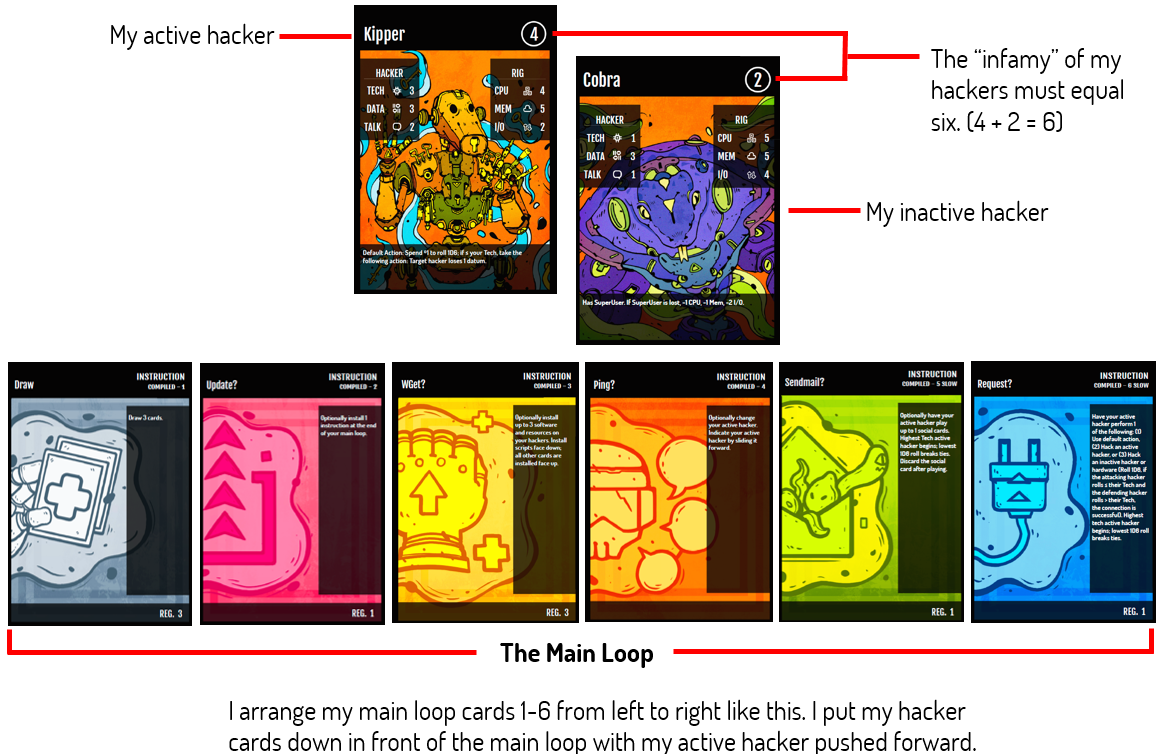 My active hacker
Kipper
4
HACKER
TECH 3
DATA 3
TALK 2
RIG
CPU 4
MEM 5
I/O 2
Default Action: Spend
to roll 1D6; if ≤ your Tech, take the
following action: Target hacker loses 1 datum.
Cobra
2
HACKER
TECH 1
DATA 3
TALK 1
RIG
CPU 5
MEM 5
I/O 4
Has SuperUser. If SuperUser is lost, -1 CPU, -1 Mem, -2 I/O.
The “infamy” of my
hackers must equal
six. (4 + 2 = 6)
My inactive hacker
Draw
INSTRUCTION
COMPILED - 1
Draw 3 cards.
REG. 3
Update?
INSTRUCTION
COMPILED - 2
Optionally install 1
instruction at the end
of your main loop.
REG. 1
WGet?
INSTRUCTION
COMPILED - 3
Optionally install
up to 3 software
and resources on
your hackers. Install
scripts face down;
all other cards are
installed face up.
REG. 3
Ping?
INSTRUCTION
COMPILED - 4
Optionally change
your active hacker.
Indicate your active
hacker by sliding it
forward.
REG. 1
Sendmail?
INSTRUCTION
COMPILED - 5 SLOW
Optionally have your
active hacker play
up to 1 social cards.
Highest Tech active
hacker begins; lowest
1D6 roll breaks ties.
Discard the social
card after playing.
REG. 1
Request?
INSTRUCTION
COMPILED - 6 SLOW
Have your active
hacker perform 1
of the following: (1)
Use default action,
(2) Hack an active
hacker, or (3) Hack
an inactive hacker or
hardware (Roll 1D6, if
the attacking hacker
rolls ≤ their Tech and
the defending hacker
rolls > their Tech,
the connection is
successful). Highest
tech active hacker
begins; lowest 1D6 roll
breaks ties.
REG. 1
The Main Loop
I arrange my main loop cards 1-6 from left to right like this. I put my hacker
cards down in front of the main loop with my active hacker pushed forward.